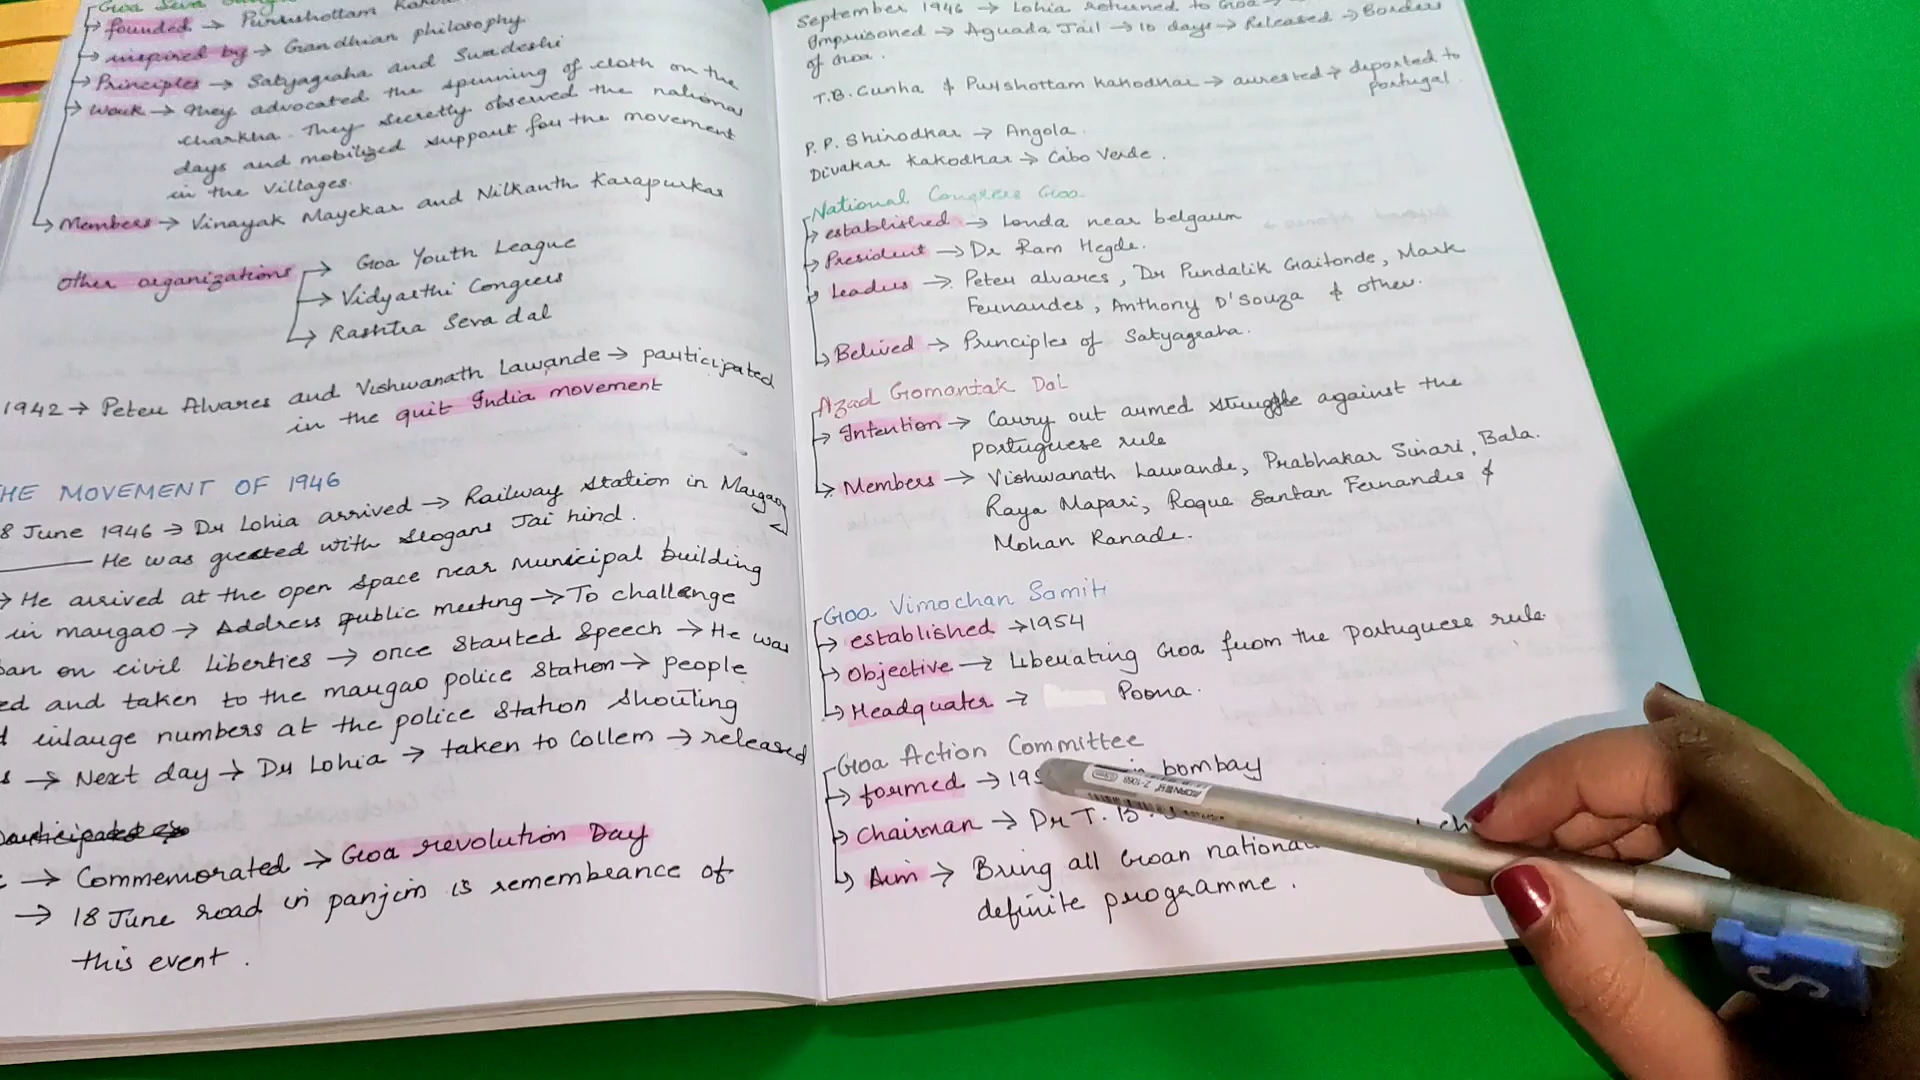 Goa Seva Sangh
founded → Purushottam Kakodkar
inspired by → Gandhian philosophy
Principles → Satyagraha and Swadeshi
Work → They advocated the spinning of cloth on the
charkha. They secretly observed the national
days and mobilized support for the movement
in the villages.
Members → Vinayak Mayekar and Nilkanth Karapurkar
Other organizations → Goa Youth League
→ Vidyarthi Congress
→ Rashtra Seva dal
1942 → Peter Alvares and Vishwanath Lawande → participated
in the quit India movement
HE MOVEMENT OF 1946
8 June 1946 → Dr Lohia arrived → Railway Station in Margao
He was greeted with slogans Jai hind.
→ He arrived at the open space near Municipal building
in margao → Address public meeting → To challenge
ban on civil liberties → once Started Speech → He was
ed and taken to the margao police Station → people
d inlarge numbers at the police Station Shouting
s → Next day → Dr Lohia → taken to Collem → released
→ Commemorated → Goa revolution Day
→ 18 June road in panjim is remembrance of
this event.
September 1946 → Lohia returned to Goa →
Imprisoned → Aguada Jail → 10 days → Released → Borders
of Goa.
T.B. Cunha & Purshottam Kakodkar → arrested → deported to
portugal.
P.P. Shirodkar → Angola.
Divakar Kakodkar → Cabo Verde.
National Congress Goa
established → Londa near belgaum
President → Dr Ram Hegde.
Leaders → Peter alvares, Dr Pundalik Gaitonde, Mark
Fernandes, Anthony D'Souza & other.
Belived → Principles of Satyagraha.
Azad Gomantak Dal
Intention → Carry out armed struggle against the
portuguese rule
Members → Vishwanath Lawande, Prabhakar Sinari, Bala.
Raya Mapari, Roque Santan Fernandes &
Mohan Ranade.
Goa Vimochan Samiti
established → 1954
Objective → Liberating Goa from the portuguese rule.
Headquater → Poona.
Goa Action Committee
formed → 195 in bombay
Chairman → Dr T. B.
Aim → Bring all Goan national
definite programme.
S